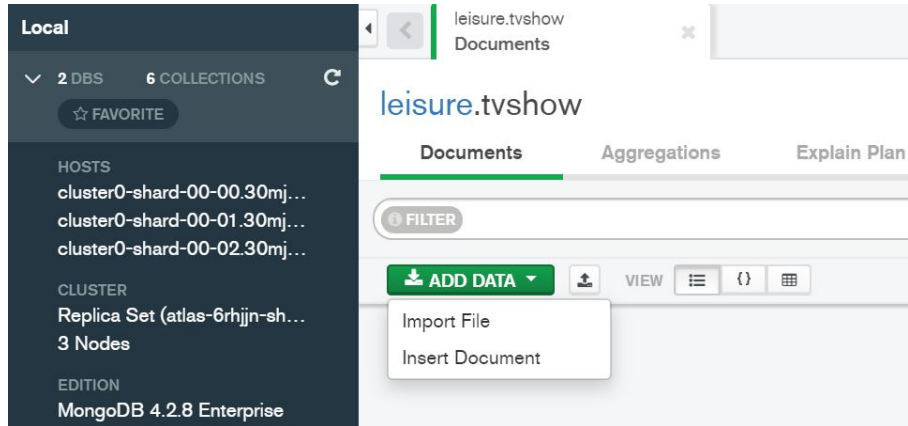 Local
2 DBS 6 COLLECTIONS
FAVORITE
HOSTS
cluster0-shard-00-00.30mj...
cluster0-shard-00-01.30mj...
cluster0-shard-00-02.30mj...
CLUSTER
Replica Set (atlas-6rhjjn-sh...
3 Nodes
EDITION
MongoDB 4.2.8 Enterprise
leisure.tvshow
Documents
leisure.tvshow
Documents Aggregations Explain Plan
FILTER
ADD DATA VIEW {}
Import File
Insert Document